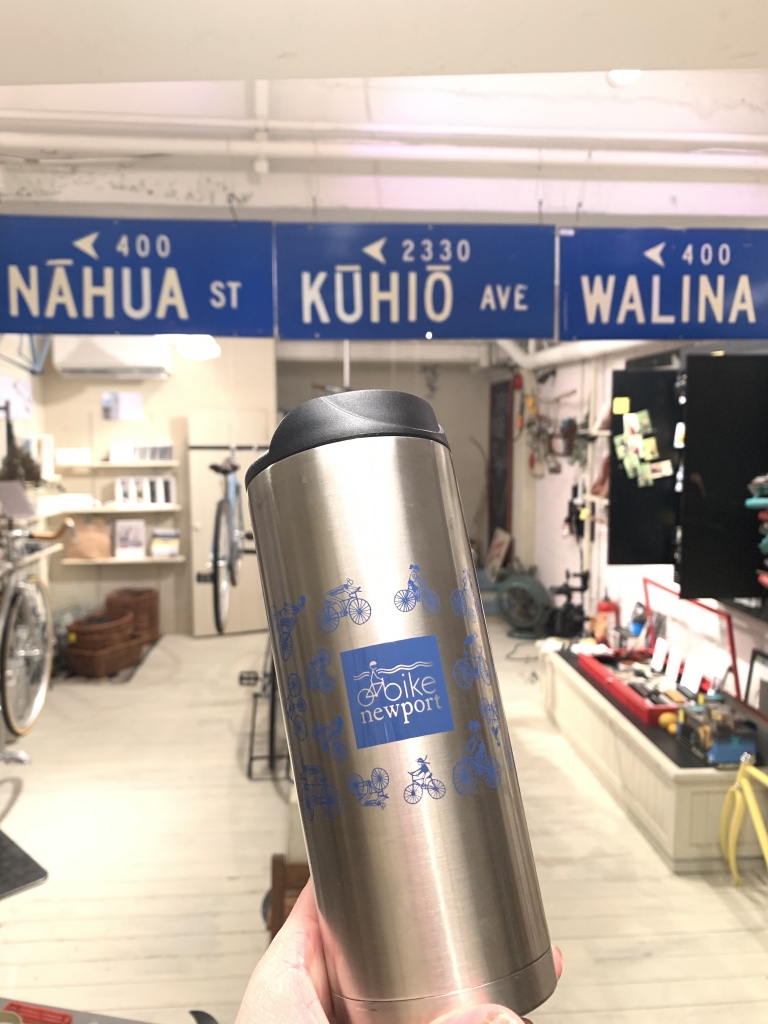 400
NĀHUA ST
2330
KŪHIŌ AVE
400
WALINA
bike
newport